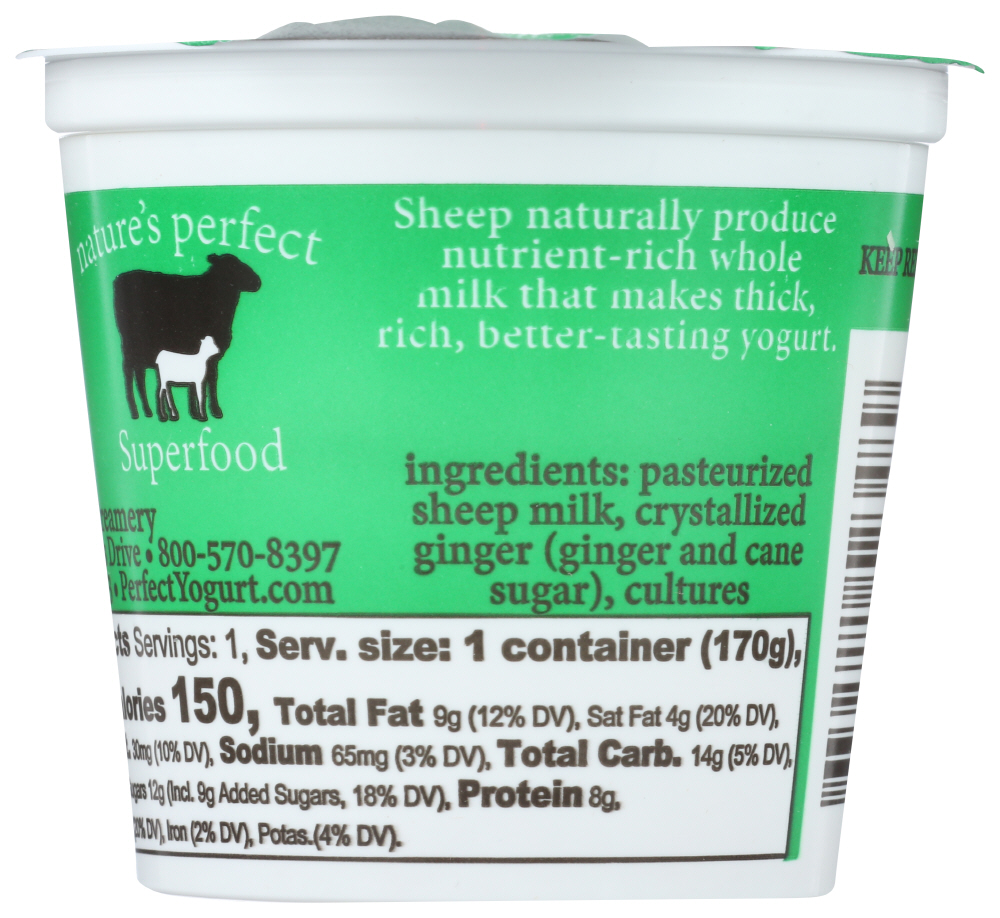 nature's perfect
Superfood
Sheep naturally produce
nutrient-rich whole
milk that makes thick,
rich, better-tasting yogurt.
KEEP
Drive • 800-570-8397
• PerfectYogurt.com
ingredients: pasteurized
sheep milk, crystallized
ginger (ginger and cane
sugar), cultures
Servings: 1, Serv. size: 1 container (170g),
150, Total Fat 9g (12% DV), Sat Fat 4g (20% DV),
30mg (10% DV), Sodium 65mg (3% DV), Total Carb. 14g (5% DV),
12g (Incl. 9g Added Sugars, 18% DV), Protein 8g,
DV), Iron (2% DV), Potas.(4% DV).